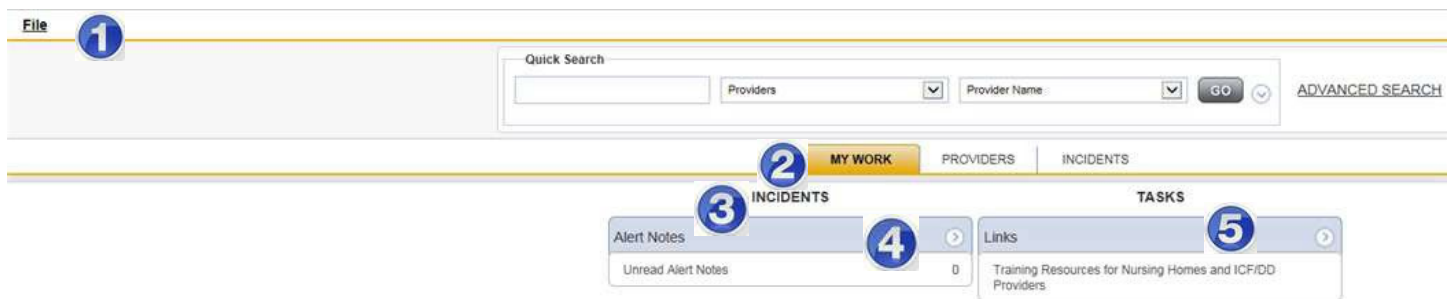 File
1
Quick Search
Providers Provider Name GO ADVANCED SEARCH
2 MY WORK PROVIDERS INCIDENTS
3 INCIDENTS TASKS
Alert Notes 4 Links 5
Unread Alert Notes 0 Training Resources for Nursing Homes and ICF/DD
Providers